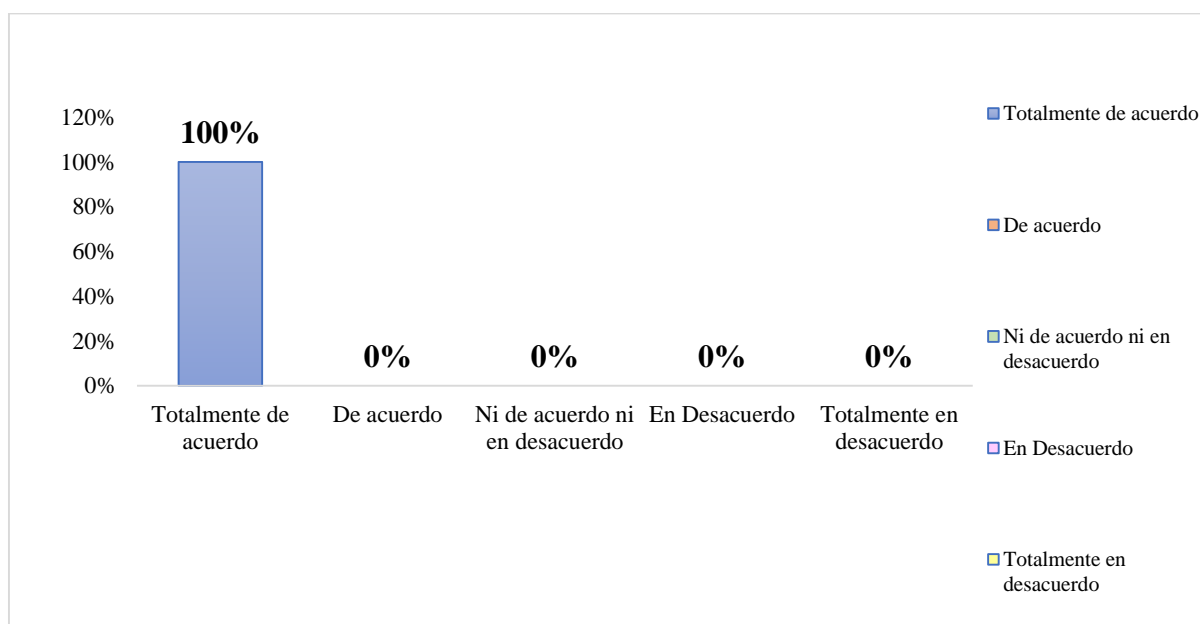 120%
100%
80%
60%
40%
20%
0%
100%
0%
0%
0%
0%
Totalmente de
acuerdo
De acuerdo
Ni de acuerdo ni
en desacuerdo
En Desacuerdo
Totalmente en
desacuerdo
Totalmente de acuerdo
De acuerdo
Ni de acuerdo ni en
desacuerdo
En Desacuerdo
Totalmente en
desacuerdo